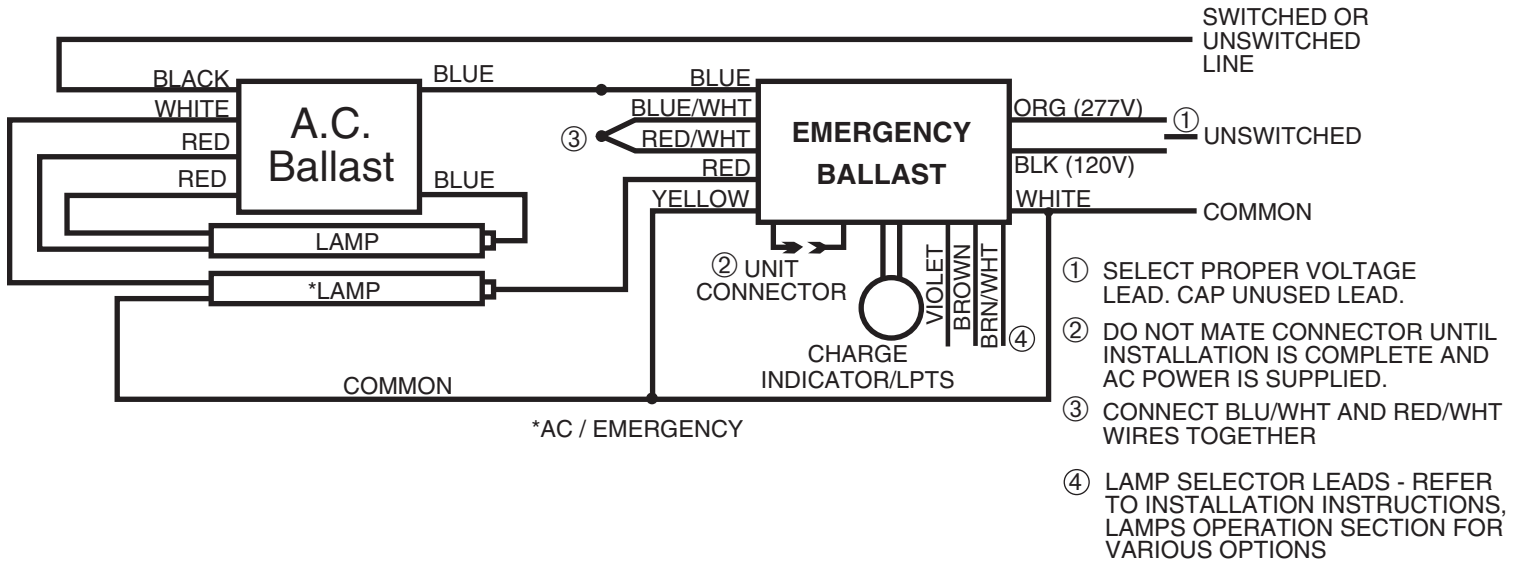 SWITCHED OR
UNSWITCHED
LINE
BLACK
WHITE
RED
RED
A.C.
Ballast
BLUE
BLUE
BLUE
BLUE/WHT
③
RED/WHT
RED
YELLOW
EMERGENCY
BALLAST
ORG (277V)
①
UNSWITCHED
BLK (120V)
WHITE
COMMON
LAMP
*LAMP
② UNIT
CONNECTOR
CHARGE
INDICATOR/LPTS
VIOLET
BROWN
BRN/WHT
④
COMMON
*AC / EMERGENCY
① SELECT PROPER VOLTAGE
LEAD. CAP UNUSED LEAD.
② DO NOT MATE CONNECTOR UNTIL
INSTALLATION IS COMPLETE AND
AC POWER IS SUPPLIED.
③ CONNECT BLU/WHT AND RED/WHT
WIRES TOGETHER
④ LAMP SELECTOR LEADS - REFER
TO INSTALLATION INSTRUCTIONS,
LAMPS OPERATION SECTION FOR
VARIOUS OPTIONS